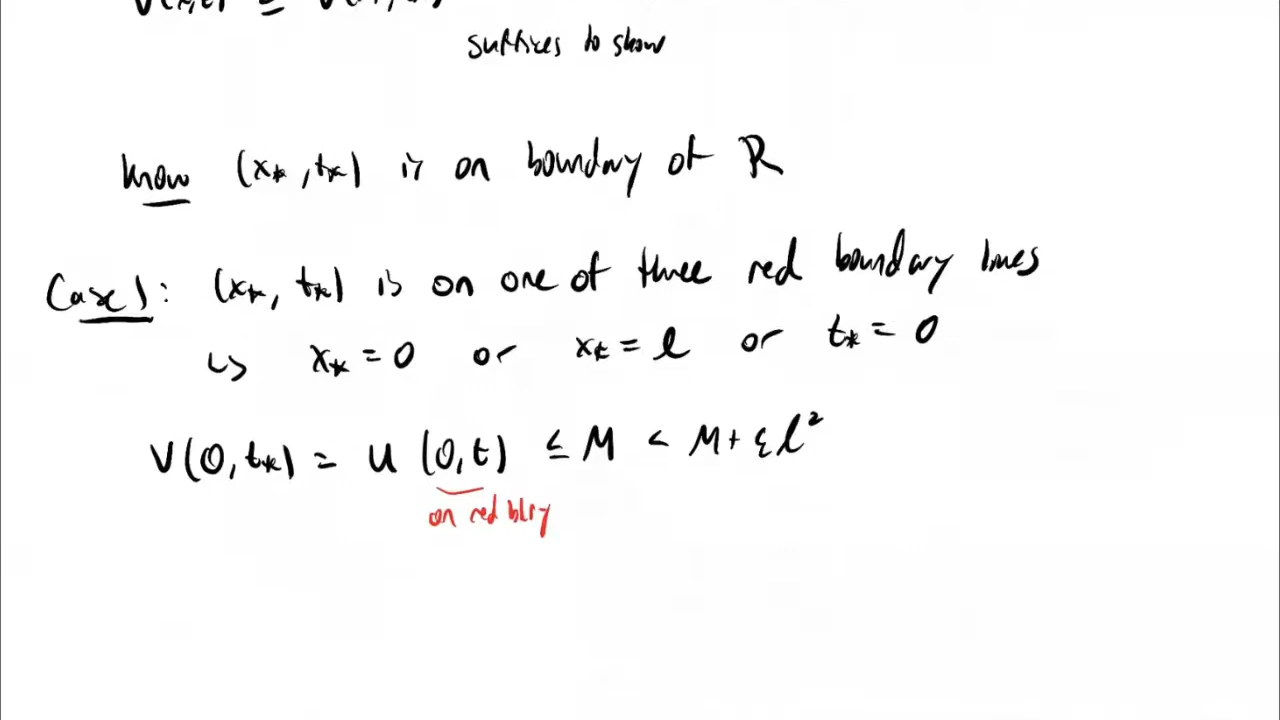 suffices to show
know (x*, t*) is on boundary of R
Case 1: (x*, t*) is on one of three red boundary lines
↳ x* = 0 or x* = l or t* = 0
V(0, t*) = u(0, t) ≤ M < M + εl²
on red bdry